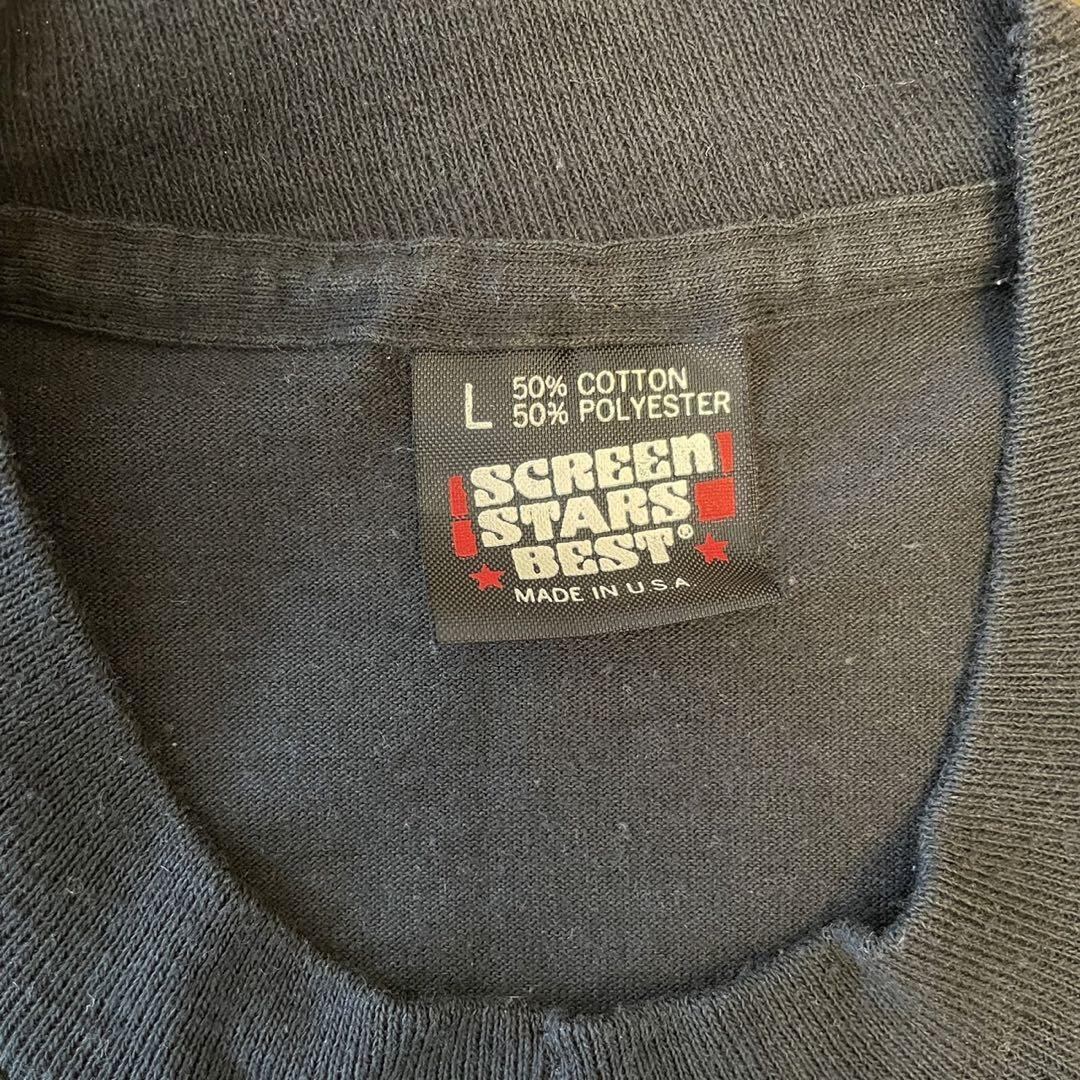 L
50% COTTON
50% POLYESTER
SCREEN
STARS
BEST®
MADE IN U.S.A